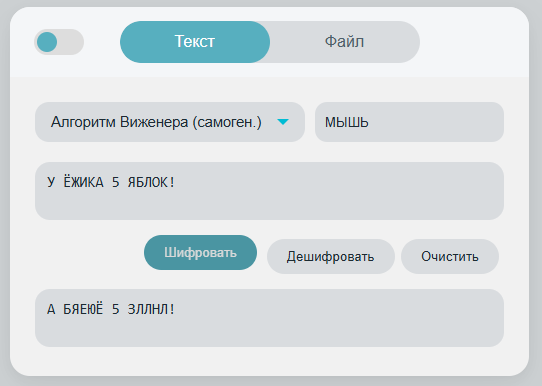 Текст Файл
Алгоритм Виженера (самоген.) МЫШЬ
У ЁЖИКА 5 ЯБЛОК!
Шифровать Дешифровать Очистить
А БЯЕЮЁ 5 ЗЛЛНЛ!